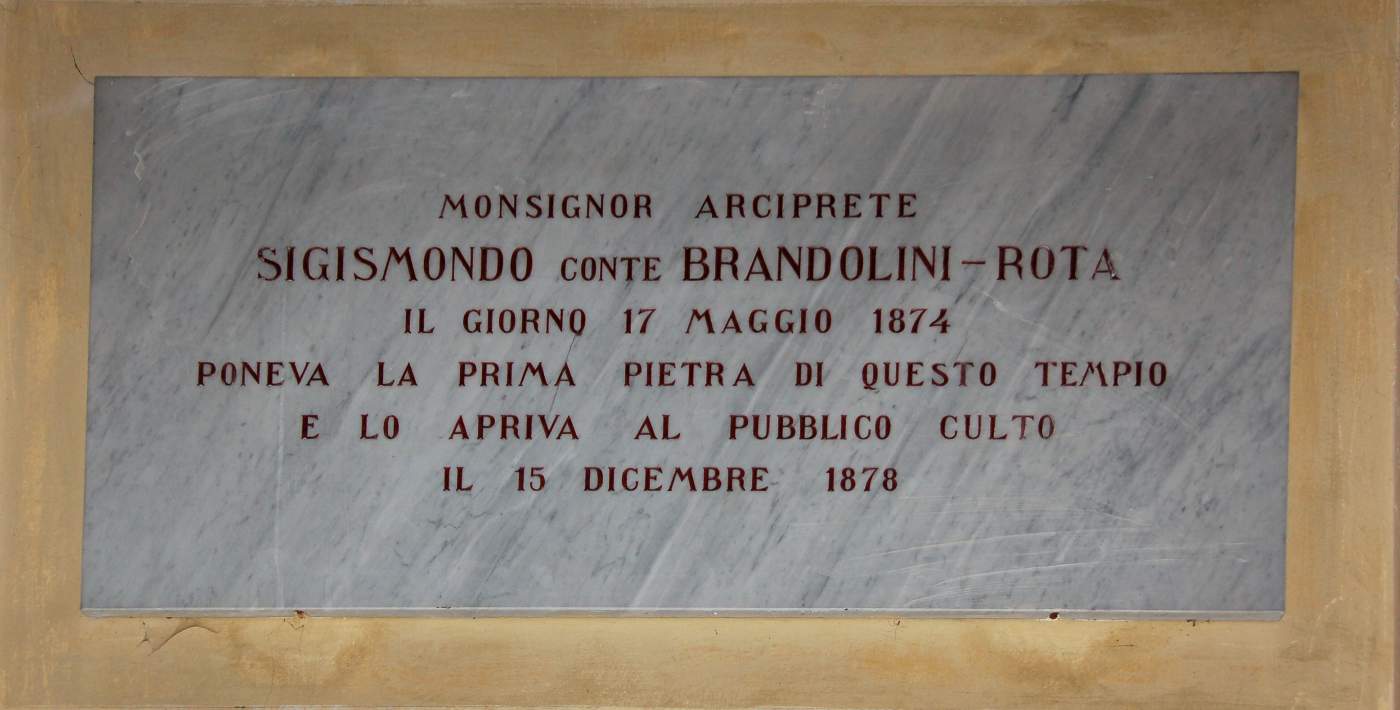 MONSIGNOR ARCIPRETE
SIGISMONDO CONTE BRANDOLINI-ROTA
IL GIORNO 17 MAGGIO 1874
PONEVA LA PRIMA PIETRA DI QUESTO TEMPIO
E LO APRIVA AL PUBBLICO CULTO
IL 15 DICEMBRE 1878